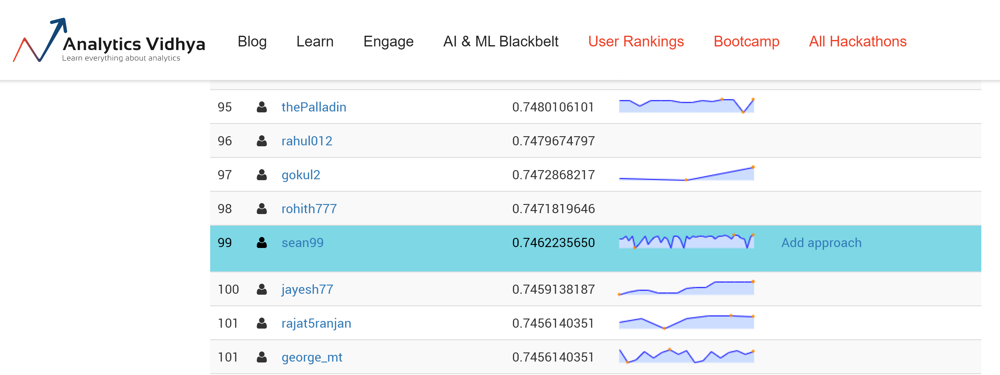 Analytics Vidhya
Learn everything about analytics
Blog Learn Engage AI & ML Blackbelt User Rankings Bootcamp All Hackathons
95 thePalladin 0.7480106101
96 rahul012 0.7479674797
97 gokul2 0.7472868217
98 rohith777 0.7471819646
99 sean99 0.7462235650 Add approach
100 jayesh77 0.7459138187
101 rajat5ranjan 0.7456140351
101 george_mt 0.7456140351